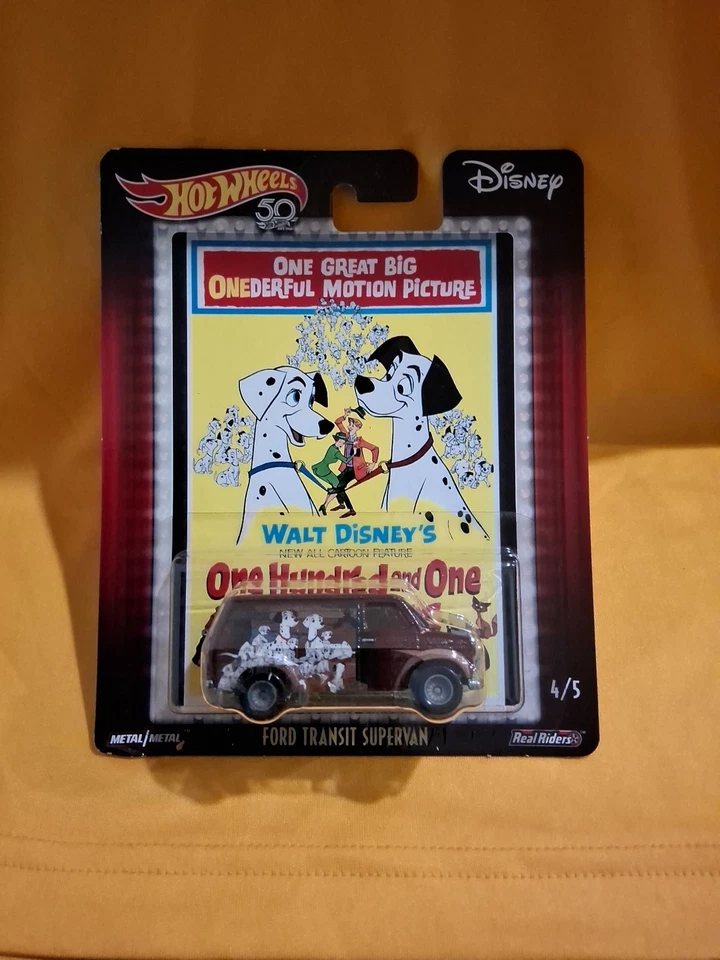 HOT WHEELS
50
DISNEY
ONE GREAT BIG
ONEDERFUL MOTION PICTURE
WALT DISNEY'S
NEW ALL CARTOON FEATURE
One Hundred and One
4/5
METAL/METAL
FORD TRANSIT SUPERVAN
Real Riders